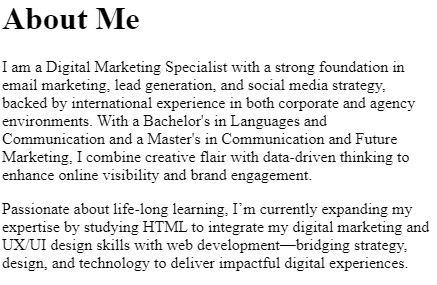 About Me
I am a Digital Marketing Specialist with a strong foundation in
email marketing, lead generation, and social media strategy,
backed by international experience in both corporate and agency
environments. With a Bachelor's in Languages and
Communication and a Master's in Communication and Future
Marketing, I combine creative flair with data-driven thinking to
enhance online visibility and brand engagement.
Passionate about life-long learning, I’m currently expanding my
expertise by studying HTML to integrate my digital marketing and
UX/UI design skills with web development—bridging strategy,
design, and technology to deliver impactful digital experiences.